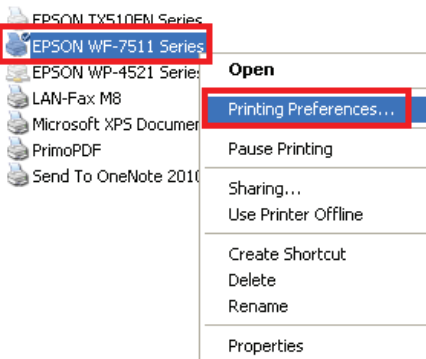 EPSON TX510FN Series
EPSON WF-7511 Series
EPSON WP-4521 Series
LAN-Fax M8
Microsoft XPS Documen
PrimoPDF
Send To OneNote 2010
Open
Printing Preferences...
Pause Printing
Sharing...
Use Printer Offline
Create Shortcut
Delete
Rename
Properties